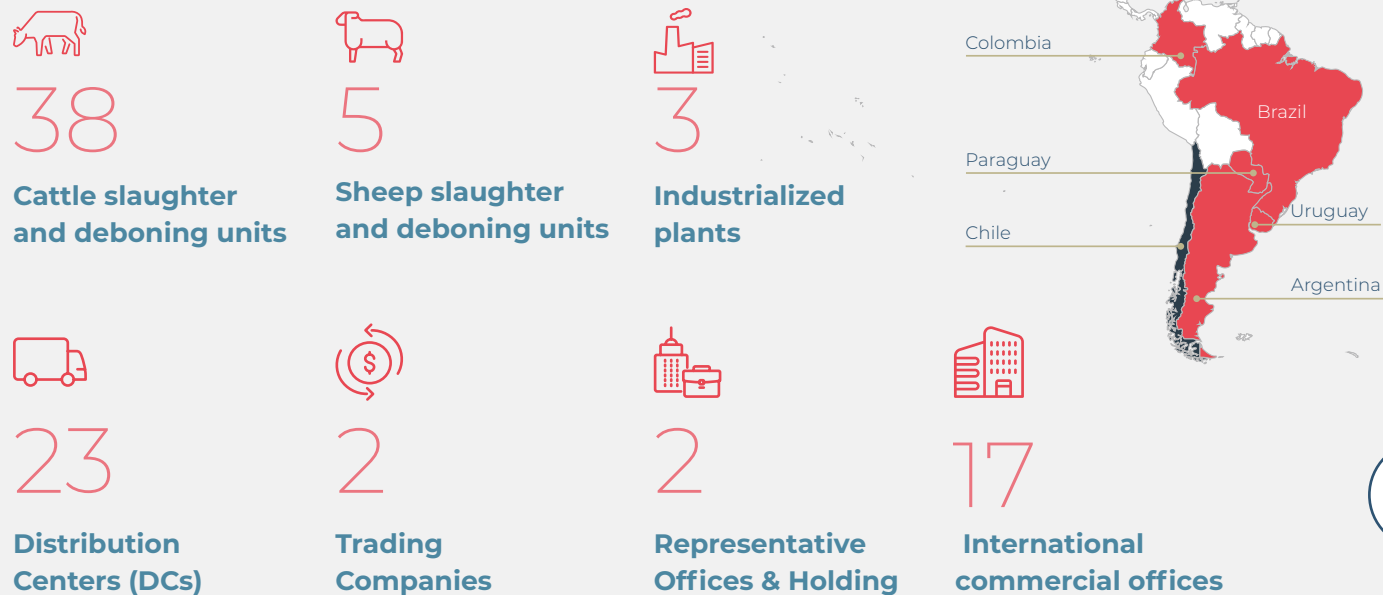 38
Cattle slaughter
and deboning units
5
Sheep slaughter
and deboning units
3
Industrialized
plants
Colombia
Brazil
Paraguay
Uruguay
Chile
Argentina
23
Distribution
Centers (DCs)
2
Trading
Companies
2
Representative
Offices & Holding
17
International
commercial offices